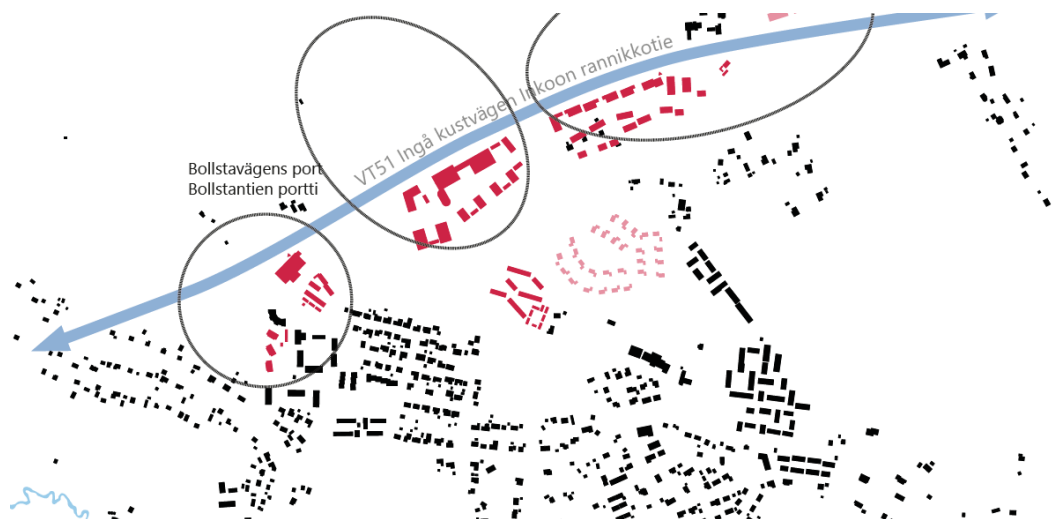 VT51 Ingå kustvägen Inkoon rannikkotie
Bollstavägens port
Bollstantien portti